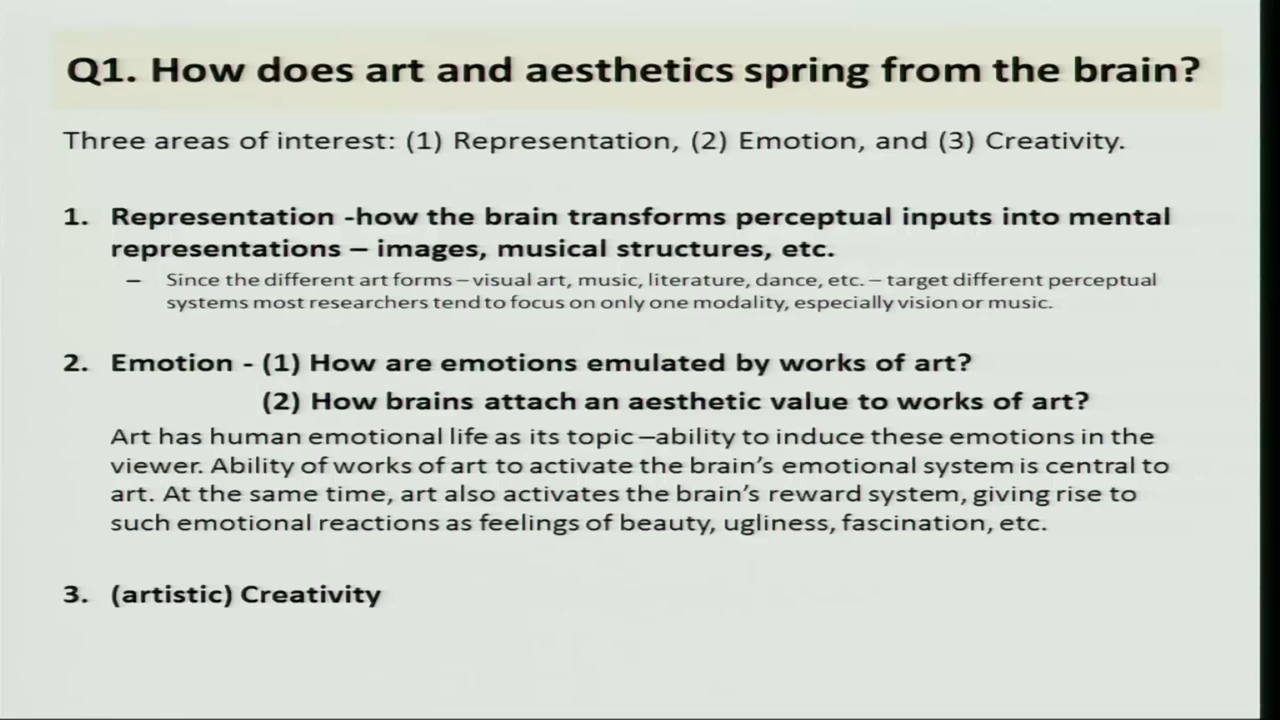 Q1. How does art and aesthetics spring from the brain?
Three areas of interest: (1) Representation, (2) Emotion, and (3) Creativity.
1. Representation -how the brain transforms perceptual inputs into mental
representations – images, musical structures, etc.
– Since the different art forms – visual art, music, literature, dance, etc. – target different perceptual
systems most researchers tend to focus on only one modality, especially vision or music.
2. Emotion - (1) How are emotions emulated by works of art?
(2) How brains attach an aesthetic value to works of art?
Art has human emotional life as its topic –ability to induce these emotions in the
viewer. Ability of works of art to activate the brain’s emotional system is central to
art. At the same time, art also activates the brain’s reward system, giving rise to
such emotional reactions as feelings of beauty, ugliness, fascination, etc.
3. (artistic) Creativity